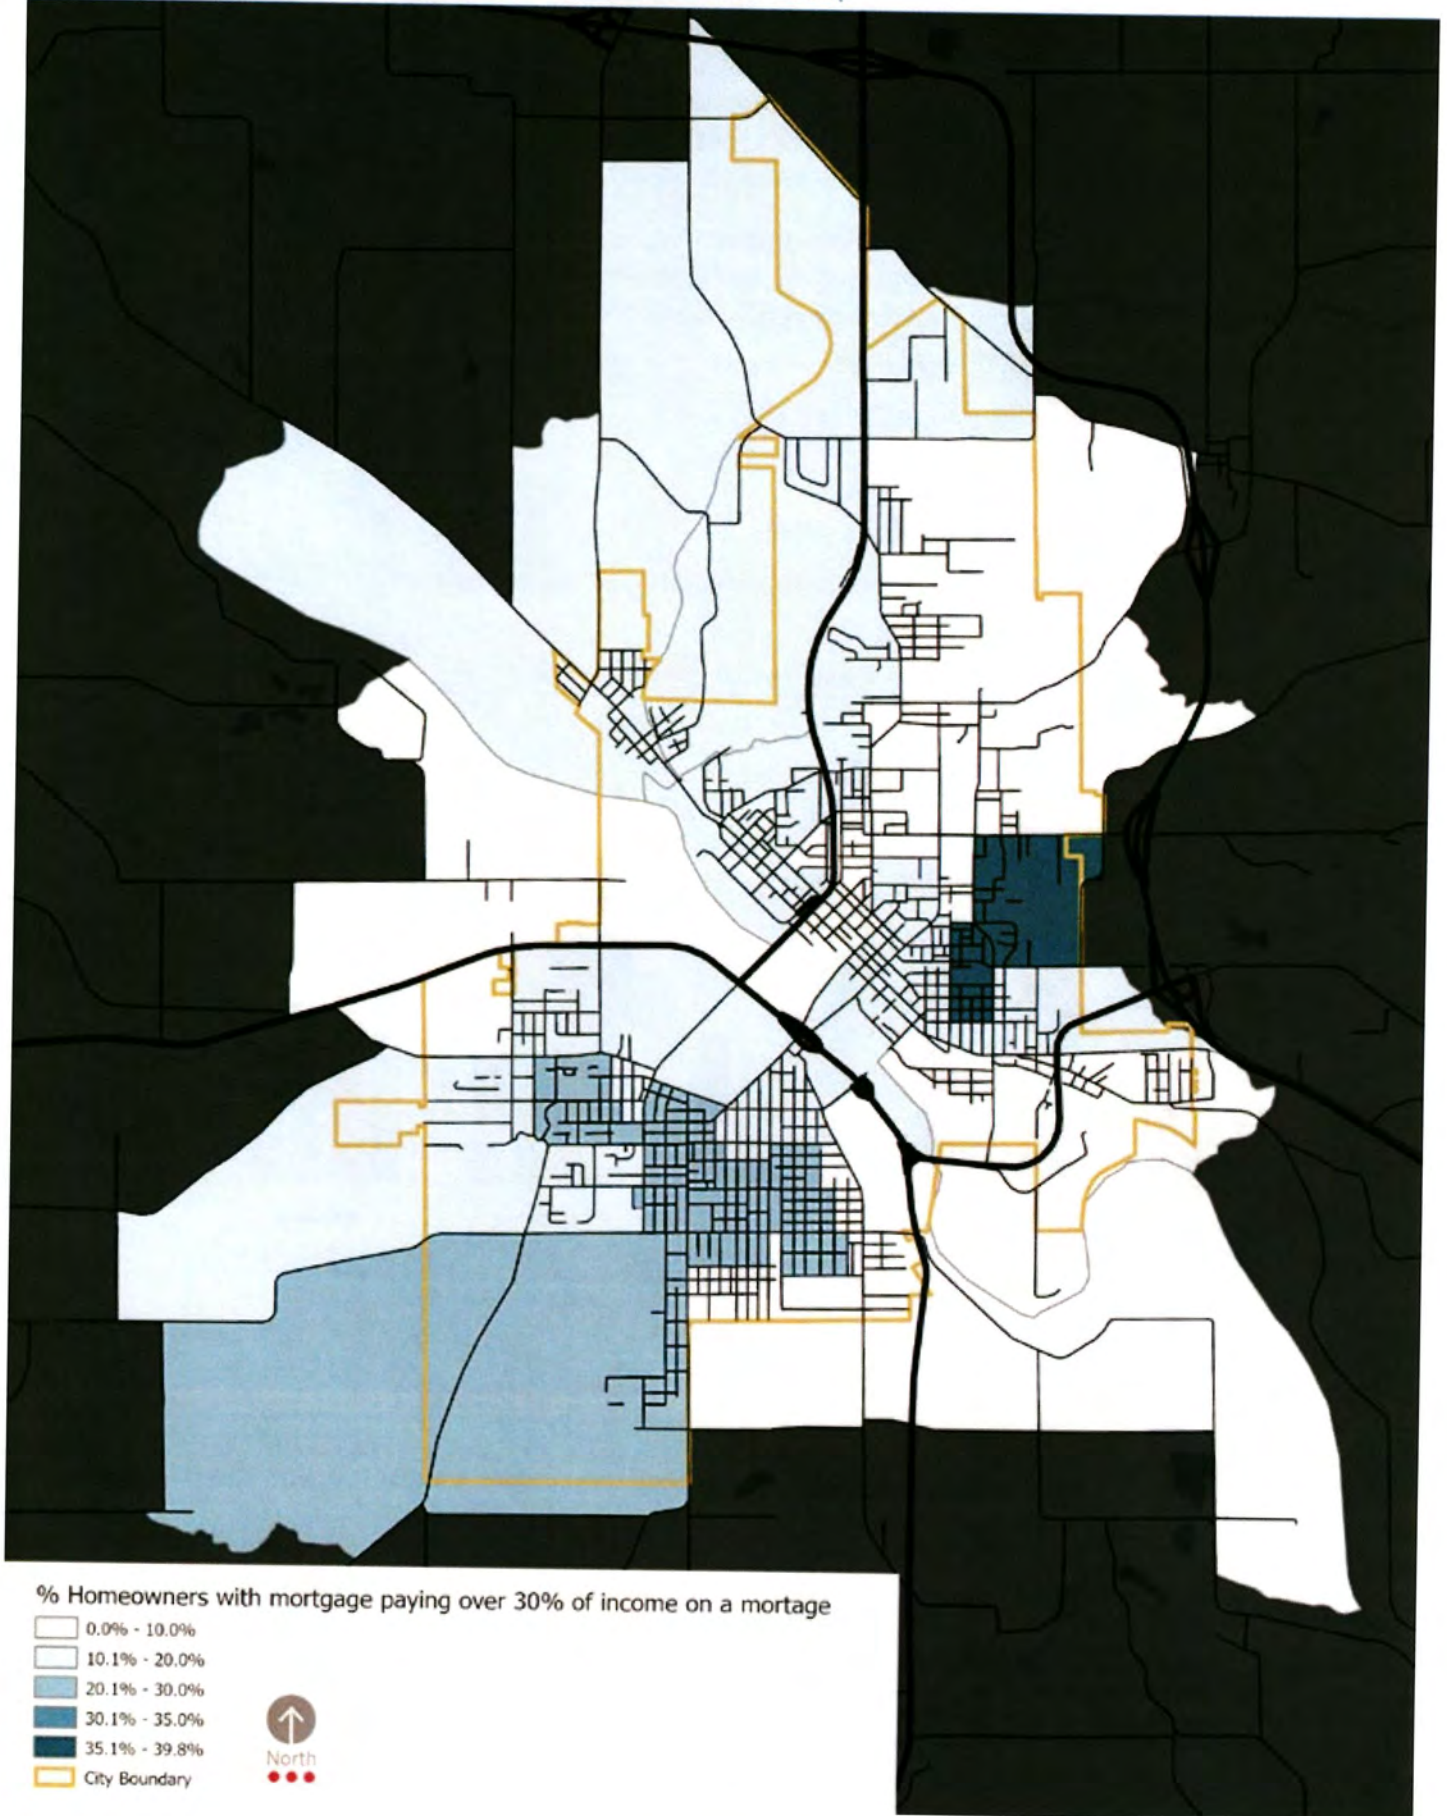 % Homeowners with mortgage paying over 30% of income on a mortage
0.0% - 10.0%
10.1% - 20.0%
20.1% - 30.0%
30.1% - 35.0%
35.1% - 39.8%
City Boundary
North